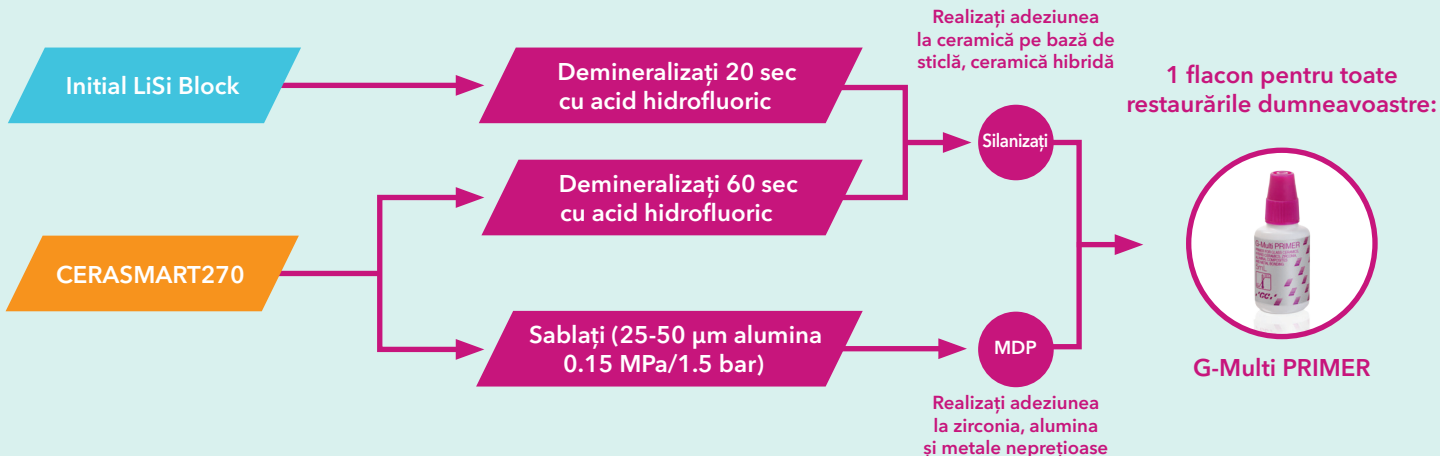 Initial LiSi Block
Demineralizați 20 sec
cu acid hidrofluoric
Realizați adeziunea
la ceramică pe bază de
sticlă, ceramică hibridă
Silanizați
Demineralizați 60 sec
cu acid hidrofluoric
CERASMART270
Sablați (25-50 µm alumina
0.15 MPa/1.5 bar)
MDP
Realizați adeziunea
la zirconia, alumina
și metale neprețioase
1 flacon pentru toate
restaurările dumneavoastre:
G-Multi PRIMER
G-Multi PRIMER